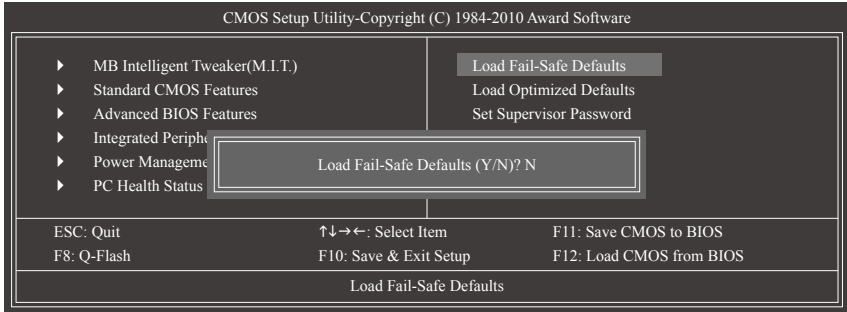 CMOS Setup Utility-Copyright (C) 1984-2010 Award Software
MB Intelligent Tweaker(M.I.T.)
Standard CMOS Features
Advanced BIOS Features
Integrated
Power
PC Health Status
Load Fail-Safe Defaults
Load Optimized Defaults
Set Supervisor Password
Load Fail-Safe Defaults (Y/N)? N
ESC: Quit
↑↓→←: Select Item
F11: Save CMOS to BIOS
F8: Q-Flash
F10: Save & Exit Setup
F12: Load CMOS from BIOS
Load Fail-Safe Defaults